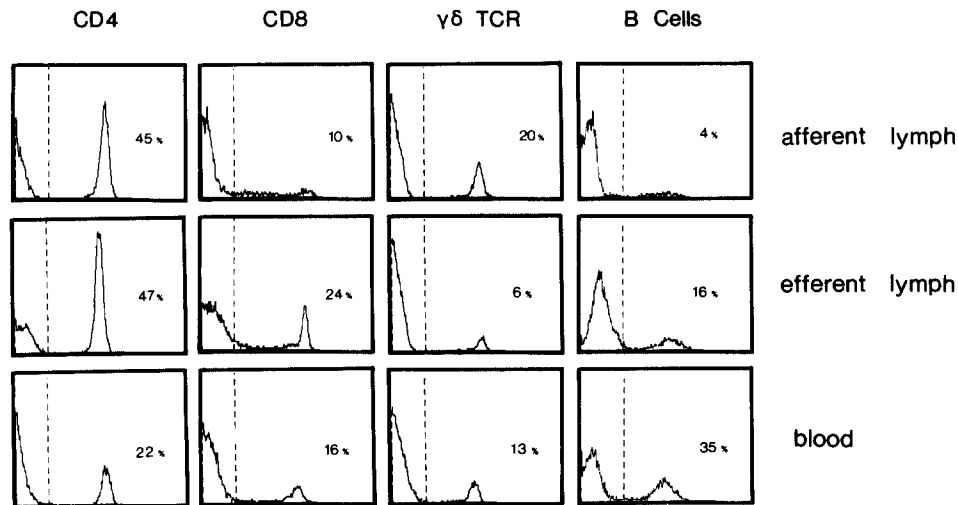 CD4 CD8 γδ TCR B Cells
45% 10% 20% 4% afferent lymph
47% 24% 6% 16% efferent lymph
22% 16% 13% 35% blood